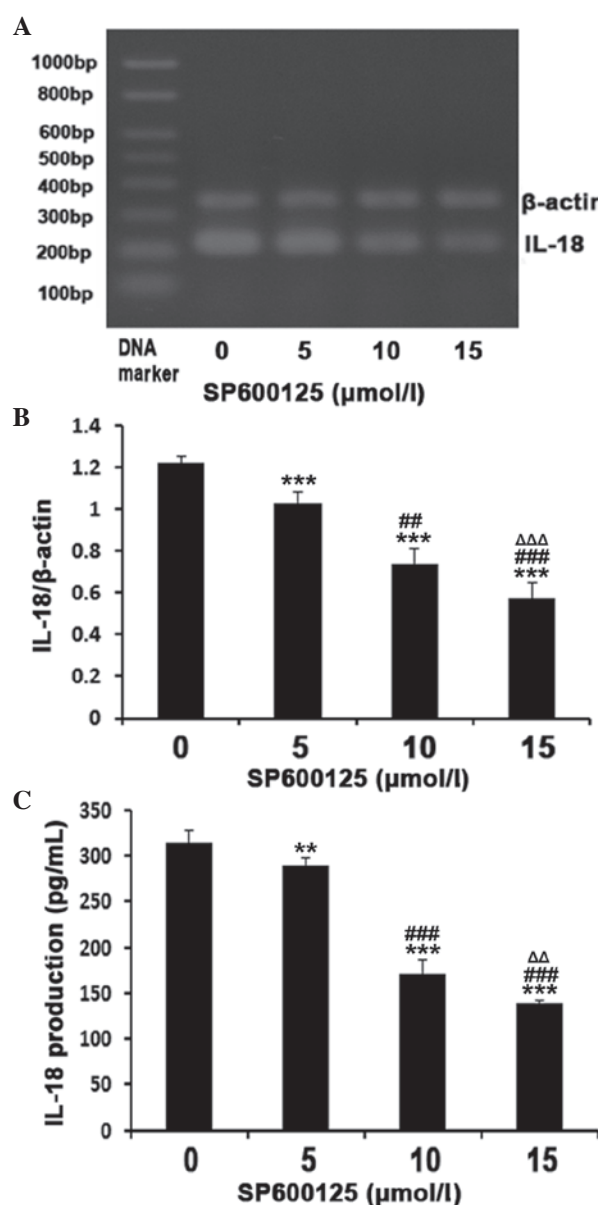 A
1000bp
800bp
600bp
500bp
400bp
300bp
200bp
100bp
β-actin
IL-18
DNA marker
0 5 10 15
SP600125 (μmol/l)
B
IL-18/β-actin
1.4
1.2
1
0.8
0.6
0.4
0.2
0
***
##
***
ΔΔΔ
###
***
0 5 10 15
SP600125 (μmol/l)
C
IL-18 production (pg/mL)
350
300
250
200
150
100
50
0
**
###
***
ΔΔ
###
***
0 5 10 15
SP600125 (μmol/l)